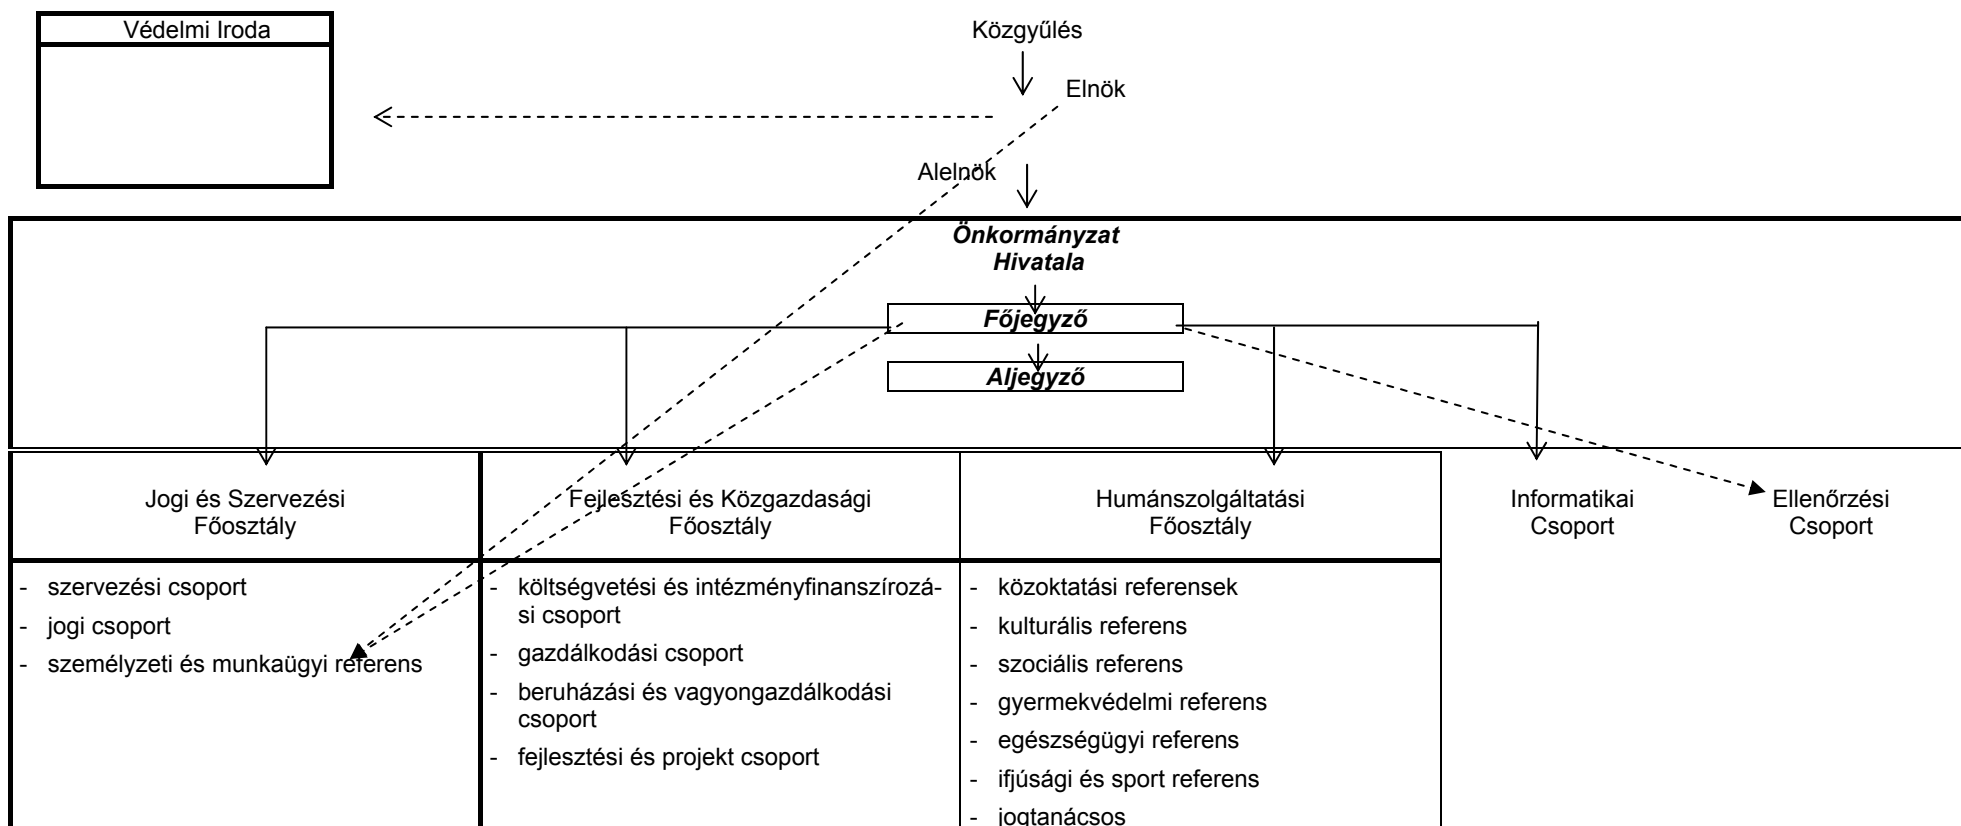 Védelmi Iroda
Közgyűlés
Elnök
Alelnök
Önkormányzat
Hivatala
Főjegyző
Aljegyző
Jogi és Szervezési
Főosztály
Fejlesztési és Közgazdasági
Főosztály
Humánszolgáltatási
Főosztály
Informatikai
Csoport
Ellenőrzési
Csoport
- szervezési csoport
- jogi csoport
- személyzeti és munkaügyi referens
- költségvetési és intézményfinanszírozá-
si csoport
- gazdálkodási csoport
- beruházási és vagyongazdálkodási
csoport
- fejlesztési és projekt csoport
- közoktatási referensek
- kulturális referens
- szociális referens
- gyermekvédelmi referens
- egészségügyi referens
- ifjúsági és sport referens
- jogtanácsos